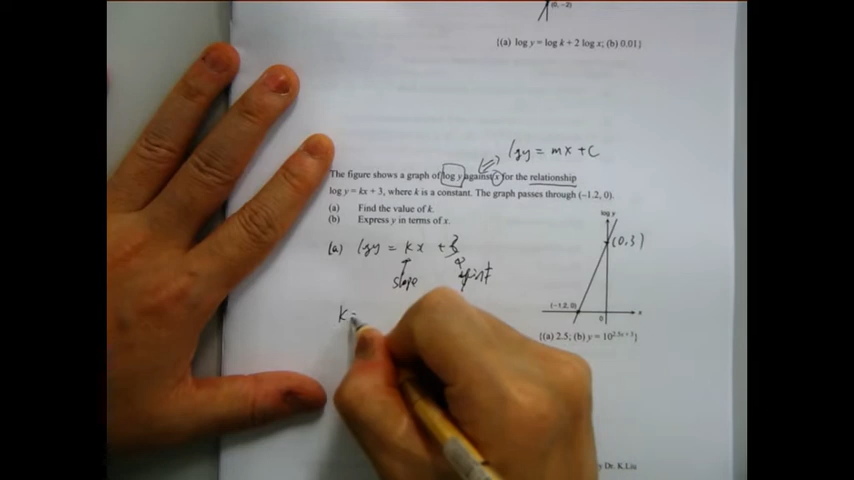 (0, −2)
{(a) log y = log k + 2 log x; (b) 0.01}
lgy = mx + C
The figure shows a graph of log y against x for the relationship
log y = kx + 3, where k is a constant. The graph passes through (−1.2, 0).
(a) Find the value of k.
(b) Express y in terms of x.
log y
(a) lgy = kx + 3
(0,3)
slope
y-int
(−1.2, 0)
0
x
k =
{(a) 2.5; (b) y = 10^{2.5x + 3}}
y Dr. K.Liu